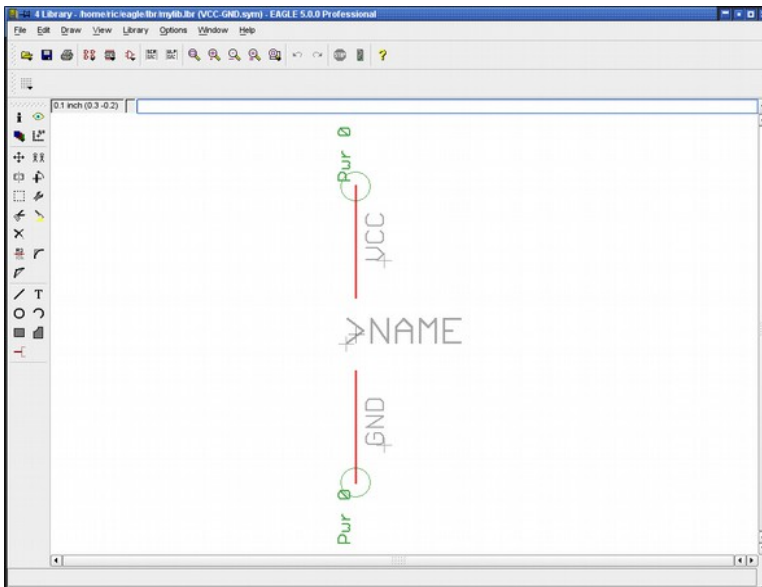 4 Library - /home/ric/eagle/lbr/mylib.lbr (VCC-GND.sym) - EAGLE 5.0.0 Professional
File Edit Draw View Library Options Window Help
0.1 inch (0.3 -0.2)
Pwr 0
VCC
>NAME
GND
Pwr 0